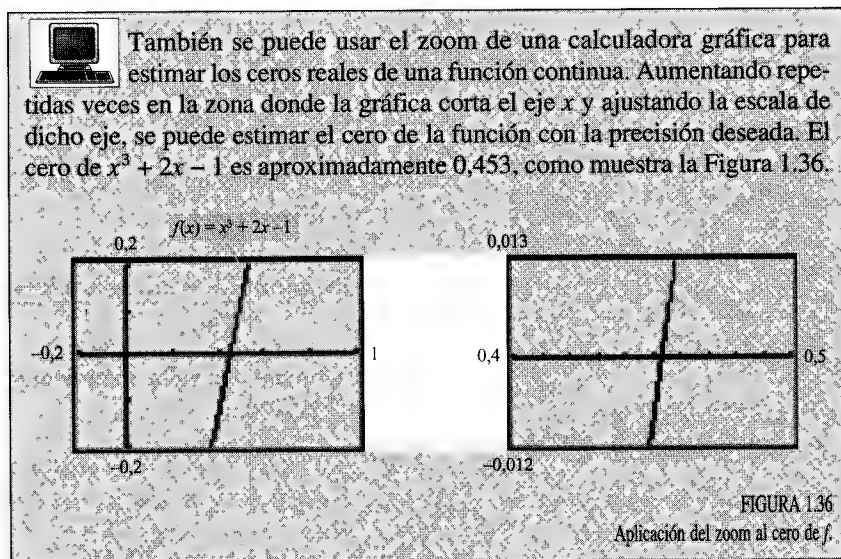 También se puede usar el zoom de una calculadora gráfica para
estimar los ceros reales de una función continua. Aumentando repe-
tidas veces en la zona donde la gráfica corta el eje x y ajustando la escala de
dicho eje, se puede estimar el cero de la función con la precisión deseada. El
cero de x³ + 2x – 1 es aproximadamente 0,453, como muestra la Figura 1.36.
f(x) = x³ + 2x – 1
0,2
–0,2
1
–0,2
0,013
0,4
0,5
–0,012
FIGURA 1.36
Aplicación del zoom al cero de f.